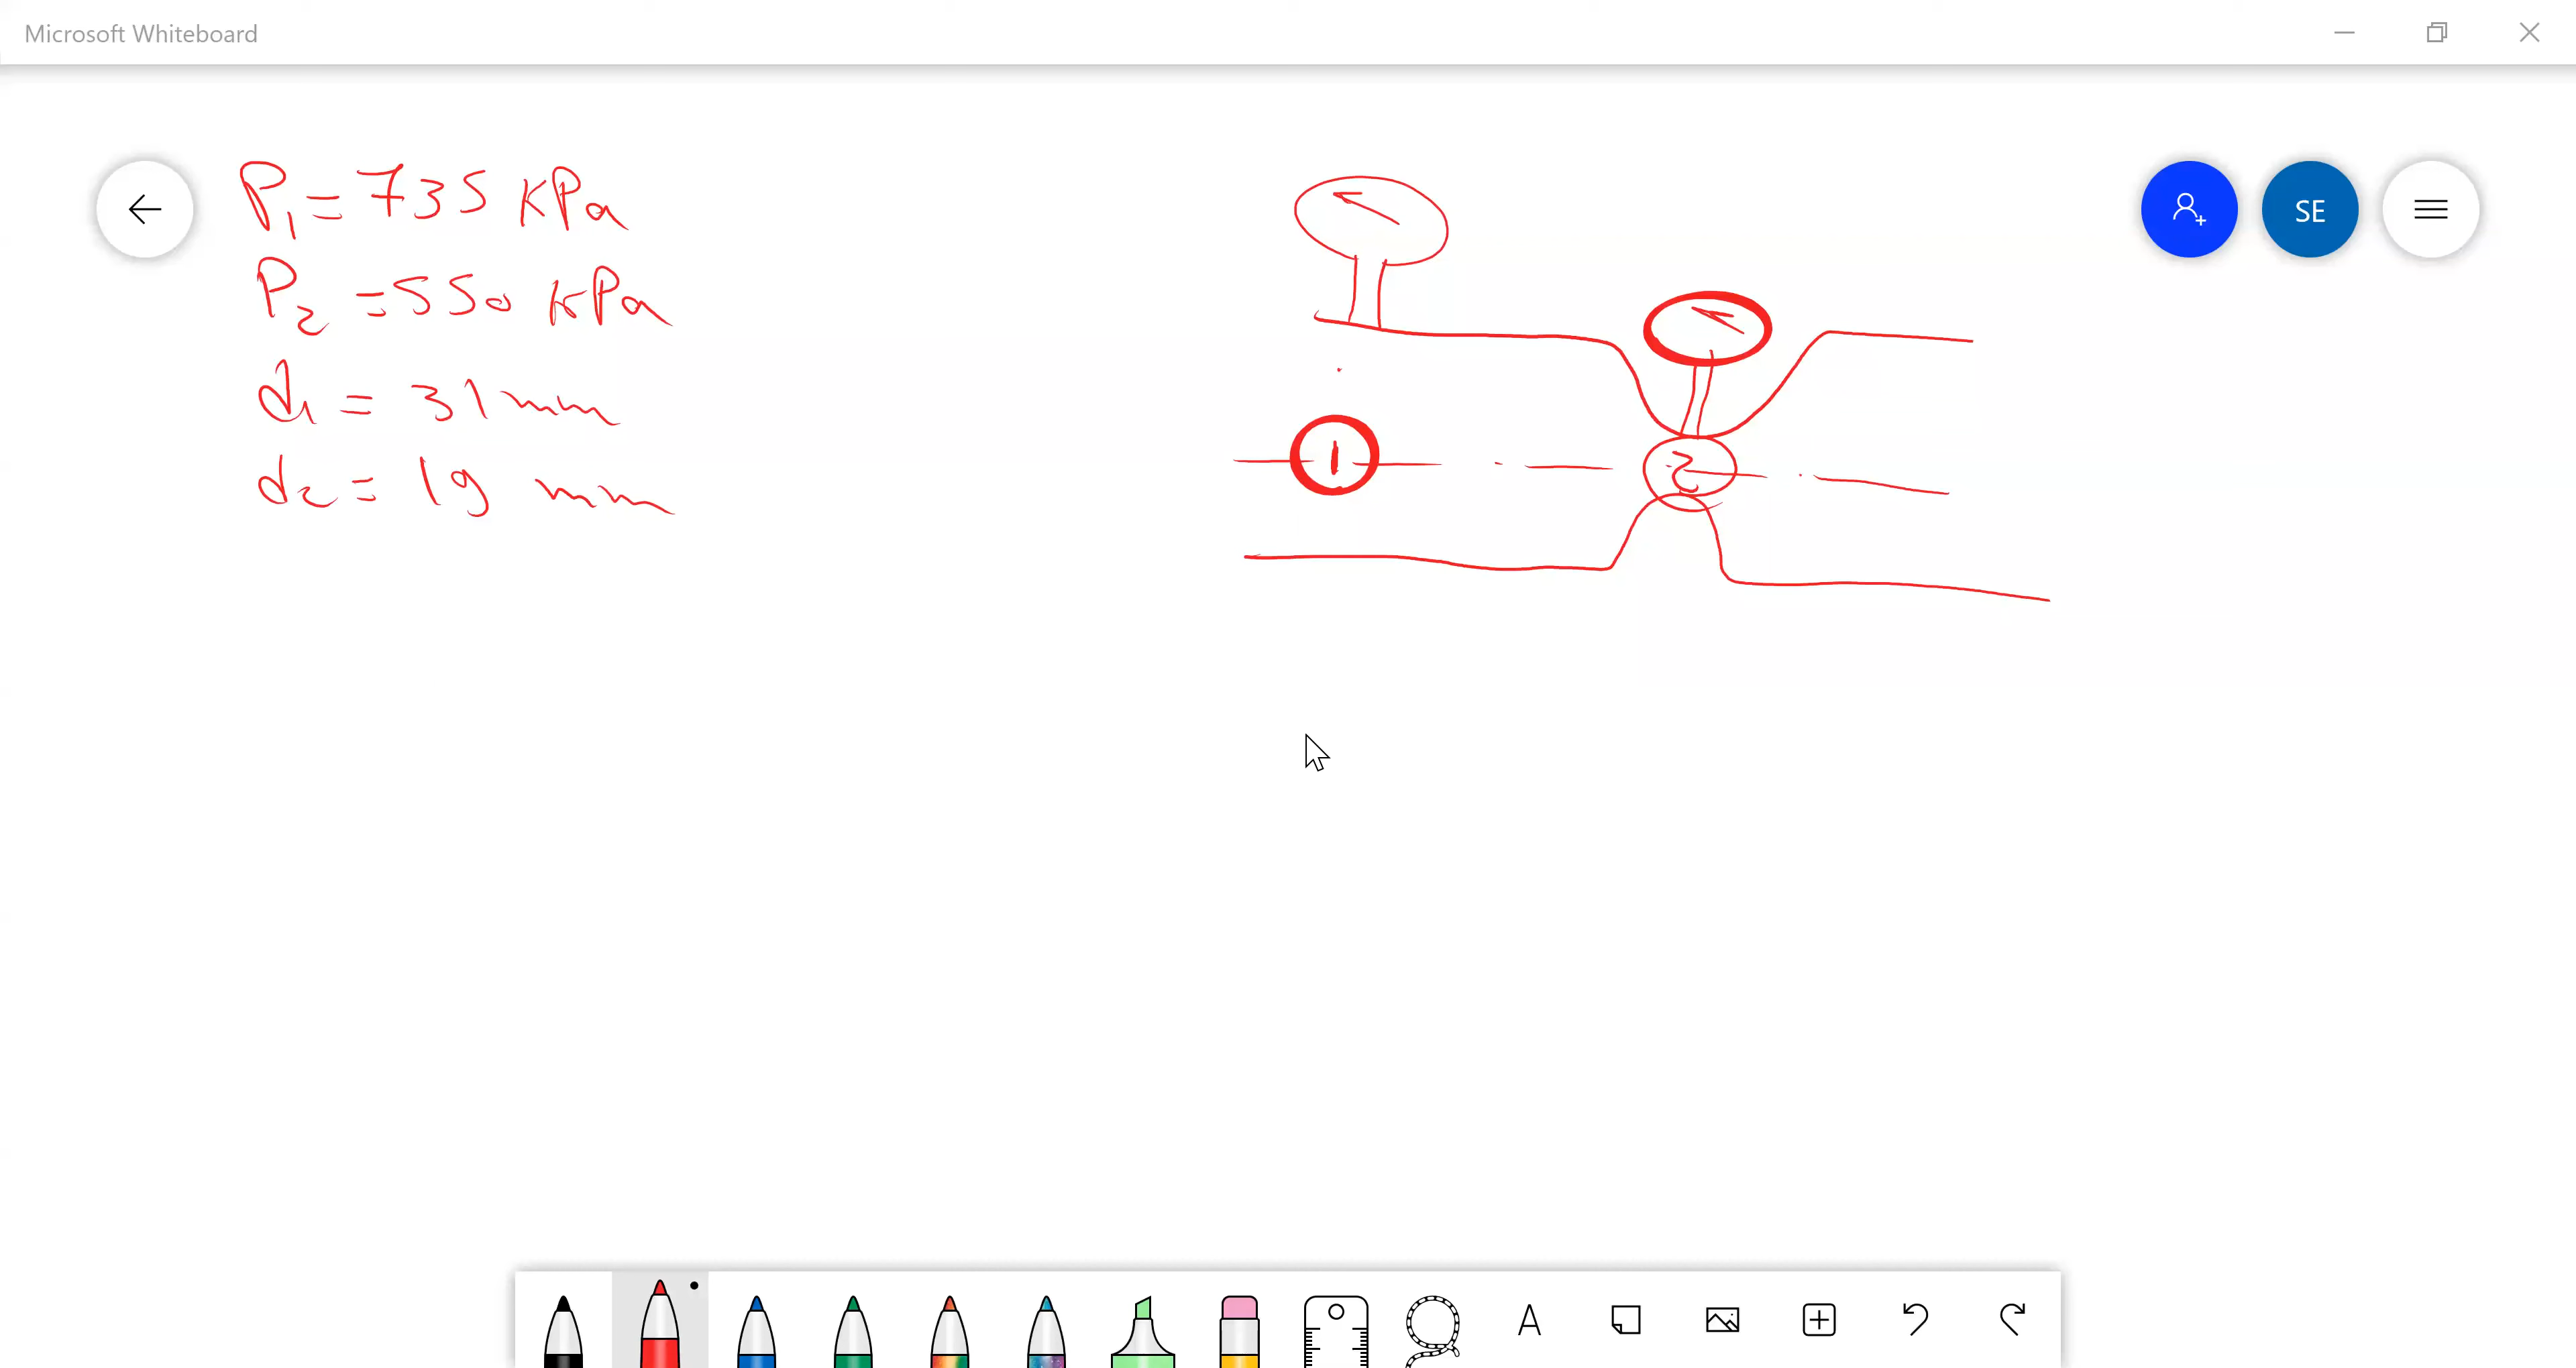 Microsoft Whiteboard
P₁ = 735 kPa
P₂ = 550 kPa
d₁ = 31 mm
d₂ = 19 mm
1
2
SE
A